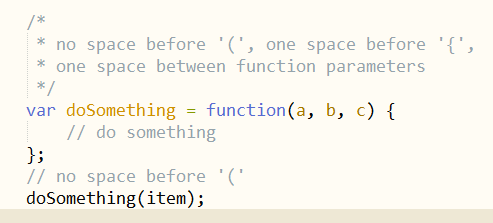 /*
 * no space before '(', one space before '{',
 * one space between function parameters
 */
var doSomething = function(a, b, c) {
    // do something
};
// no space before '('
doSomething(item);